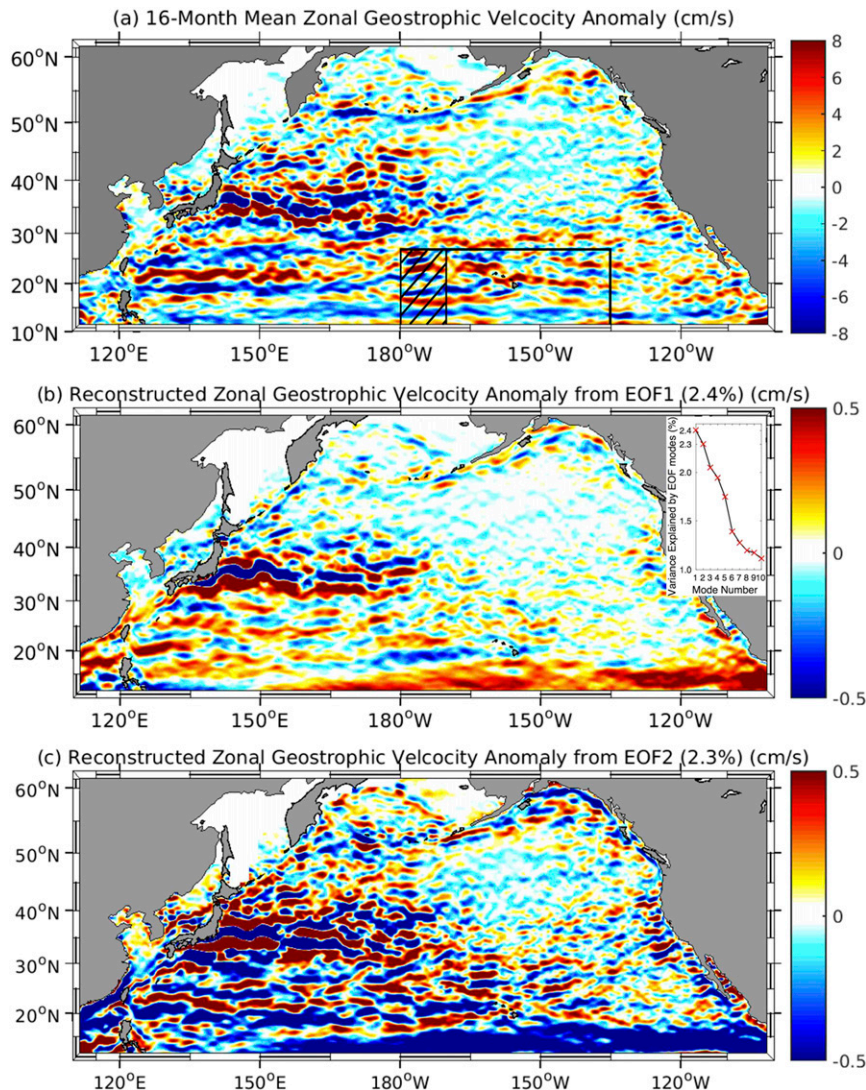 (a) 16-Month Mean Zonal Geostrophic Velcocity Anomaly (cm/s)
60°N
50°N
40°N
30°N
20°N
10°N
120°E
150°E
180°W
150°W
120°W
8
6
4
2
0
-2
-4
-6
-8
(b) Reconstructed Zonal Geostrophic Velcocity Anomaly from EOF1 (2.4%) (cm/s)
60°N
50°N
40°N
30°N
20°N
120°E
150°E
180°W
150°W
120°W
Variance Explained by EOF modes (%)
2.4
2.3
2.0
1.5
1.0
1 2 3 4 5 6 7 8 9 10
Mode Number
0.5
0
-0.5
(c) Reconstructed Zonal Geostrophic Velcocity Anomaly from EOF2 (2.3%) (cm/s)
60°N
50°N
40°N
30°N
20°N
120°E
150°E
180°W
150°W
120°W
0.5
0
-0.5